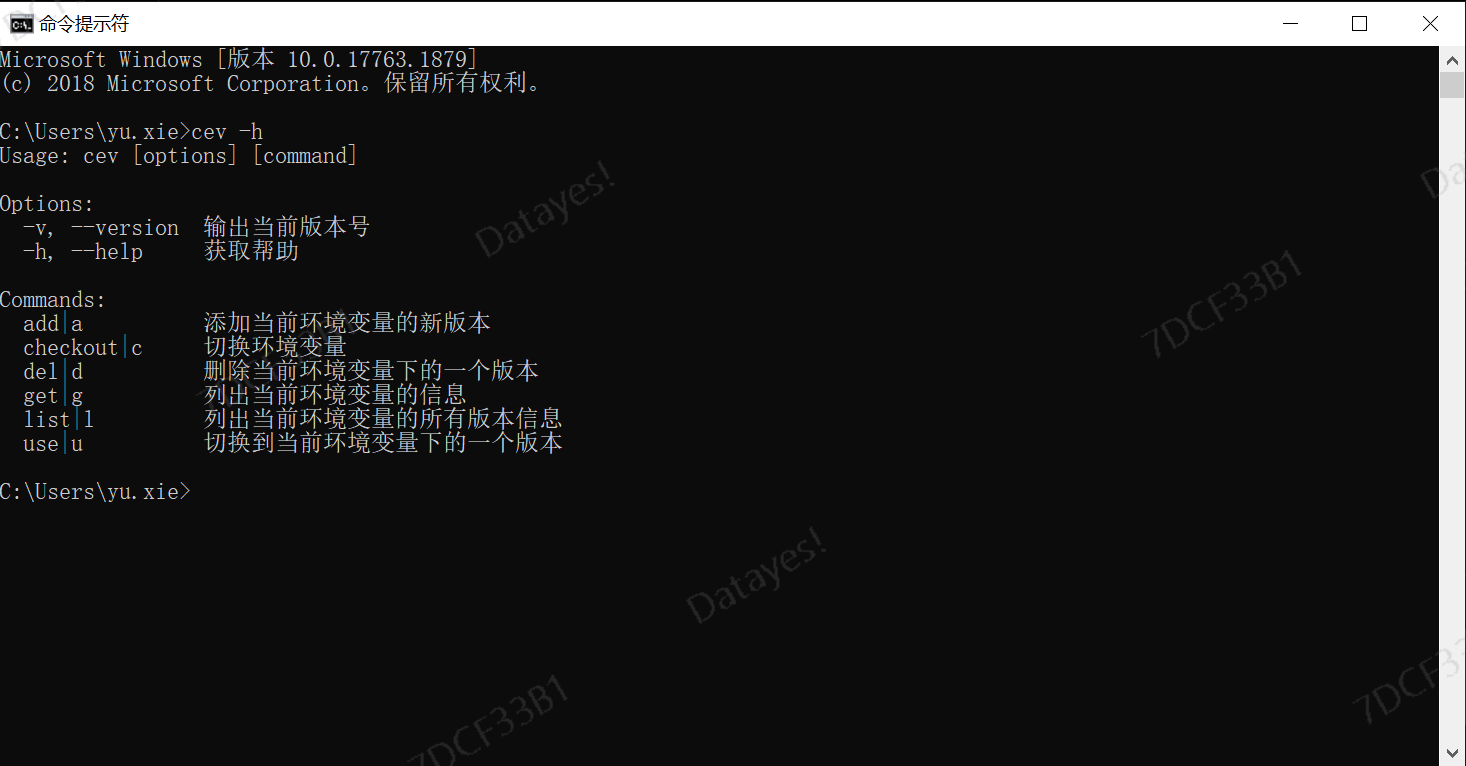 命令提示符
Microsoft Windows [版本 10.0.17763.1879]
(c) 2018 Microsoft Corporation。保留所有权利。
C:\Users\yu.xie>cev -h
Usage: cev [options] [command]
Options:
-v, --version 输出当前版本号
-h, --help 获取帮助
Commands:
add|a 添加当前环境变量的新版本
checkout|c 切换环境变量
del|d 删除当前环境变量下的一个版本
get|g 列出当前环境变量的信息
list|l 列出当前环境变量的所有版本信息
use|u 切换到当前环境变量下的一个版本
C:\Users\yu.xie>
Datayes!
7DCF33B1
Datayes!
7DCF33B1
7DCF33B1